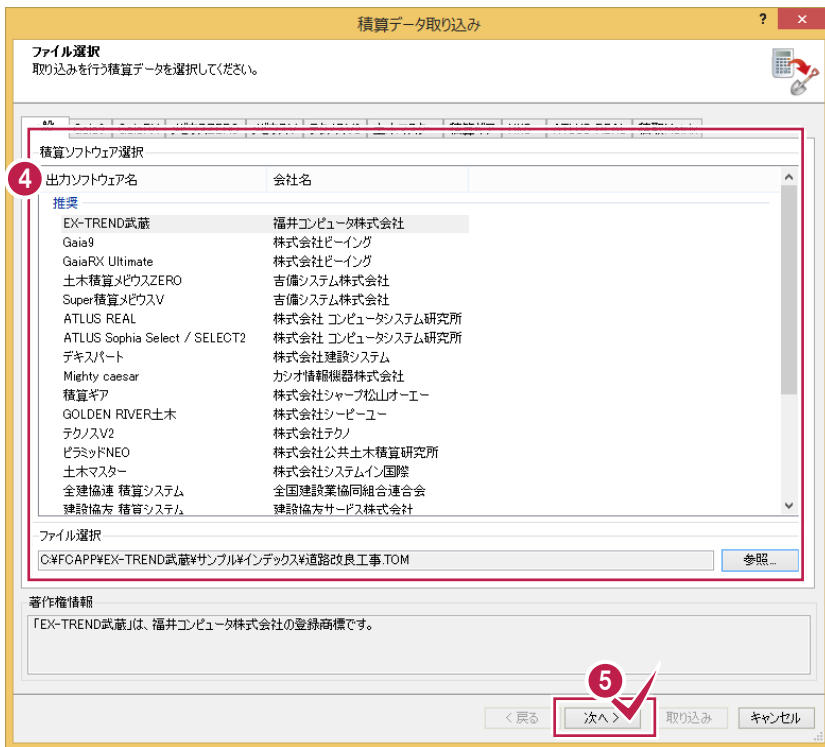 積算データ取り込み
? ×
ファイル選択
取り込みを行う積算データを選択してください。
積算ソフトウェア選択
4
出力ソフトウェア名 会社名
推奨
EX-TREND武蔵 福井コンピュータ株式会社
Gaia9 株式会社ビーイング
GaiaRX Ultimate 株式会社ビーイング
土木積算メビウスZERO 吉備システム株式会社
Super積算メビウスV 吉備システム株式会社
ATLUS REAL 株式会社 コンピュータシステム研究所
ATLUS Sophia Select / SELECT2 株式会社 コンピュータシステム研究所
デキスパート 株式会社建設システム
Mighty caesar カシオ情報機器株式会社
積算ギア 株式会社シャープ松山オーエー
GOLDEN RIVER土木 株式会社シーピーユー
テクノスV2 株式会社テクノ
ピラミッドNEO 株式会社公共土木積算研究所
土木マスター 株式会社システムイン国際
全建協連 積算システム 全国建設業協同組合連合会
建設協友 積算システム 建設協友サービス株式会社
ファイル選択
C:¥FCAPP¥EX-TREND武蔵¥サンプル¥インデックス¥道路改良工事.TOM 参照...
著作権情報
「EX-TREND武蔵」は、福井コンピュータ株式会社の登録商標です。
5
< 戻る 次へ > 取り込み キャンセル